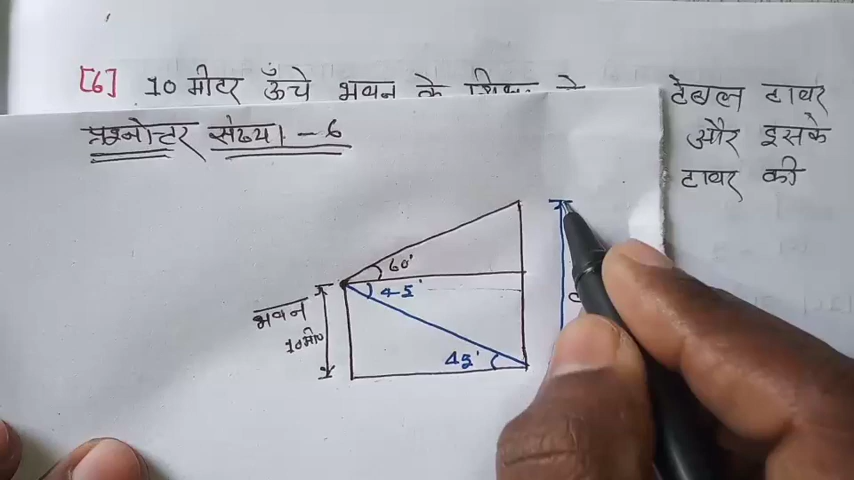 [6] 10 मीटर ऊँचे भवन के टेबल टावर
और इसके
टावर की
प्रश्नोत्तर संख्या - 6
60°
45°
भवन
10 मी०
45°